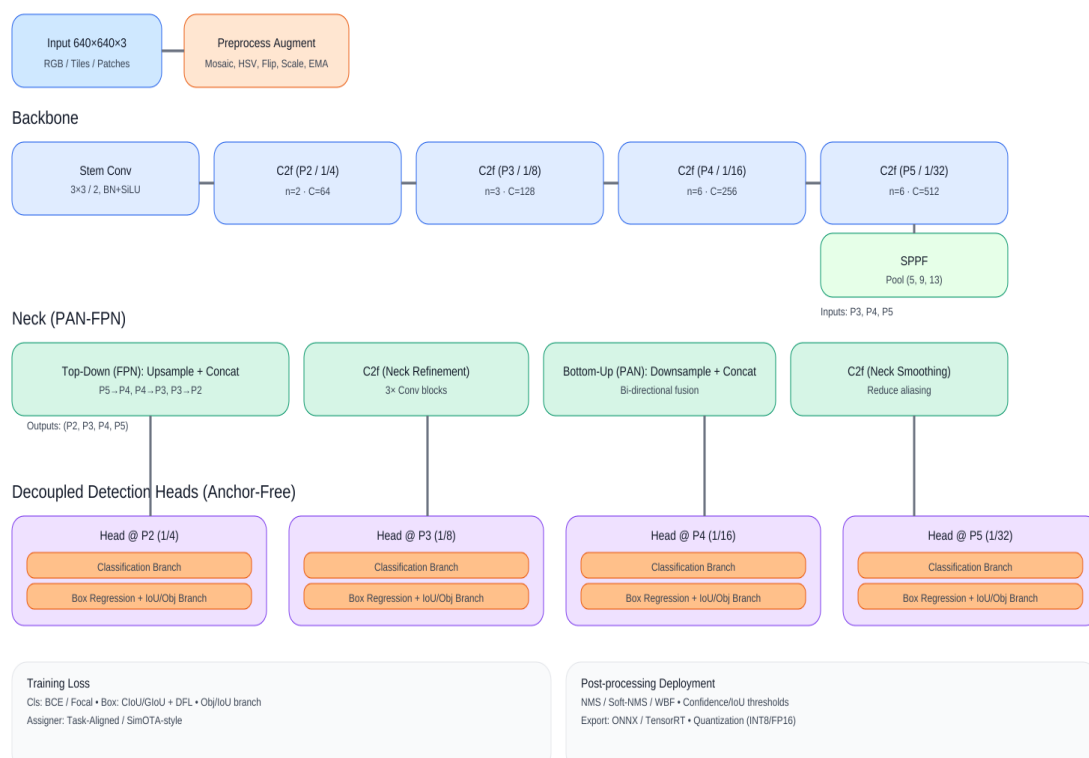 Input 640×640×3
RGB / Tiles / Patches
Preprocess Augment
Mosaic, HSV, Flip, Scale, EMA
Backbone
Stem Conv
3×3 / 2, BN+SiLU
C2f (P2 / 1/4)
n=2 · C=64
C2f (P3 / 1/8)
n=3 · C=128
C2f (P4 / 1/16)
n=6 · C=256
C2f (P5 / 1/32)
n=6 · C=512
SPPF
Pool (5, 9, 13)
Inputs: P3, P4, P5
Neck (PAN-FPN)
Top-Down (FPN): Upsample + Concat
P5→P4, P4→P3, P3→P2
C2f (Neck Refinement)
3× Conv blocks
Bottom-Up (PAN): Downsample + Concat
Bi-directional fusion
C2f (Neck Smoothing)
Reduce aliasing
Outputs: (P2, P3, P4, P5)
Decoupled Detection Heads (Anchor-Free)
Head @ P2 (1/4)
Classification Branch
Box Regression + IoU/Obj Branch
Head @ P3 (1/8)
Classification Branch
Box Regression + IoU/Obj Branch
Head @ P4 (1/16)
Classification Branch
Box Regression + IoU/Obj Branch
Head @ P5 (1/32)
Classification Branch
Box Regression + IoU/Obj Branch
Training Loss
Cls: BCE / Focal • Box: CIoU/GIoU + DFL • Obj/IoU branch
Assigner: Task-Aligned / SimOTA-style
Post-processing Deployment
NMS / Soft-NMS / WBF • Confidence/IoU thresholds
Export: ONNX / TensorRT • Quantization (INT8/FP16)